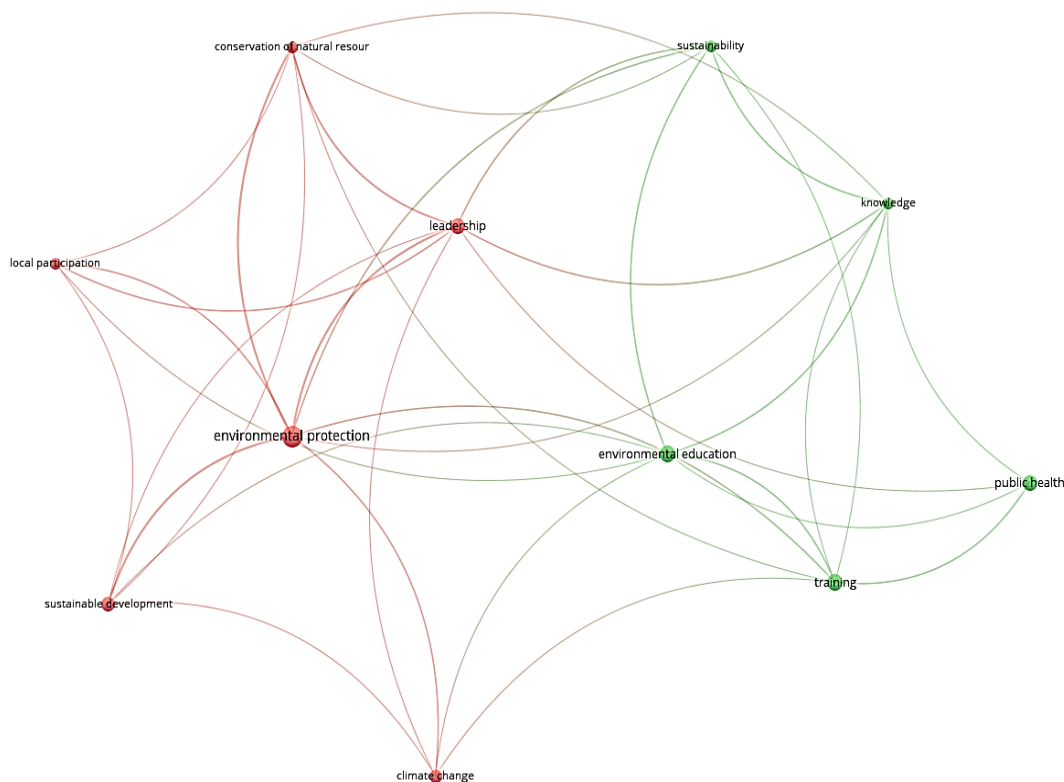 conservation of natural resour
sustainability
knowledge
leadership
local participation
environmental protection
environmental education
public health
training
sustainable development
climate change